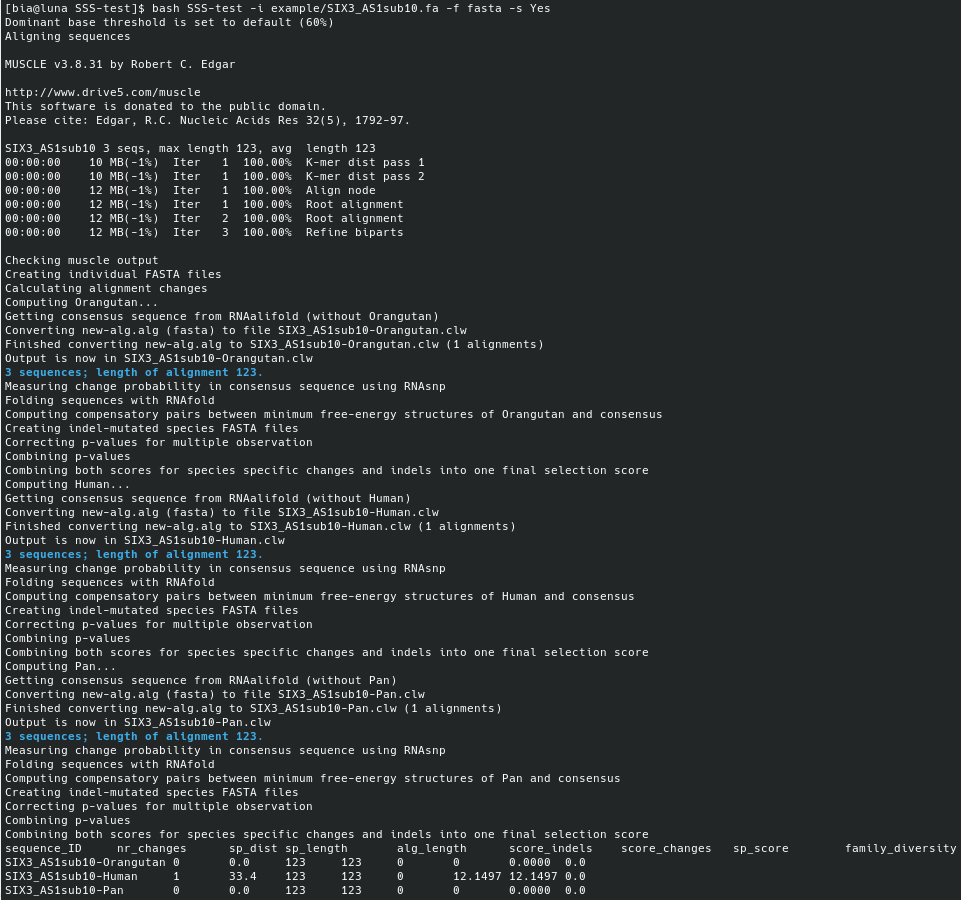 [bia@luna SSS-test]$ bash SSS-test -i example/SIX3_AS1sub10.fa -f fasta -s Yes
Dominant base threshold is set to default (60%)
Aligning sequences

MUSCLE v3.8.31 by Robert C. Edgar

http://www.drive5.com/muscle
This software is donated to the public domain.
Please cite: Edgar, R.C. Nucleic Acids Res 32(5), 1792-97.

SIX3_AS1sub10 3 seqs, max length 123, avg  length 123
00:00:00    10 MB(-1%)  Iter   1  100.00%  K-mer dist pass 1
00:00:00    10 MB(-1%)  Iter   1  100.00%  K-mer dist pass 2
00:00:00    12 MB(-1%)  Iter   1  100.00%  Align node
00:00:00    12 MB(-1%)  Iter   1  100.00%  Root alignment
00:00:00    12 MB(-1%)  Iter   2  100.00%  Root alignment
00:00:00    12 MB(-1%)  Iter   3  100.00%  Refine biparts

Checking muscle output
Creating individual FASTA files
Calculating alignment changes
Computing Orangutan...
Getting consensus sequence from RNAalifold (without Orangutan)
Converting new-alg.alg (fasta) to file SIX3_AS1sub10-Orangutan.clw
Finished converting new-alg.alg to SIX3_AS1sub10-Orangutan.clw (1 alignments)
Output is now in SIX3_AS1sub10-Orangutan.clw
3 sequences; length of alignment 123.
Measuring change probability in consensus sequence using RNAsnp
Folding sequences with RNAfold
Computing compensatory pairs between minimum free-energy structures of Orangutan and consensus
Creating indel-mutated species FASTA files
Correcting p-values for multiple observation
Combining p-values
Combining both scores for species specific changes and indels into one final selection score
Computing Human...
Getting consensus sequence from RNAalifold (without Human)
Converting new-alg.alg (fasta) to file SIX3_AS1sub10-Human.clw
Finished converting new-alg.alg to SIX3_AS1sub10-Human.clw (1 alignments)
Output is now in SIX3_AS1sub10-Human.clw
3 sequences; length of alignment 123.
Measuring change probability in consensus sequence using RNAsnp
Folding sequences with RNAfold
Computing compensatory pairs between minimum free-energy structures of Human and consensus
Creating indel-mutated species FASTA files
Correcting p-values for multiple observation
Combining p-values
Combining both scores for species specific changes and indels into one final selection score
Computing Pan...
Getting consensus sequence from RNAalifold (without Pan)
Converting new-alg.alg (fasta) to file SIX3_AS1sub10-Pan.clw
Finished converting new-alg.alg to SIX3_AS1sub10-Pan.clw (1 alignments)
Output is now in SIX3_AS1sub10-Pan.clw
3 sequences; length of alignment 123.
Measuring change probability in consensus sequence using RNAsnp
Folding sequences with RNAfold
Computing compensatory pairs between minimum free-energy structures of Pan and consensus
Creating indel-mutated species FASTA files
Correcting p-values for multiple observation
Combining p-values
Combining both scores for species specific changes and indels into one final selection score
sequence_ID     nr_changes      sp_dist sp_length       alg_length      score_indels    score_changes   sp_score        family_diversity
SIX3_AS1sub10-Orangutan 0       0.0     123     123     0       0       0.0000  0.0
SIX3_AS1sub10-Human     1       33.4    123     123     0       12.1497 12.1497 0.0
SIX3_AS1sub10-Pan       0       0.0     123     123     0       0       0.0000  0.0